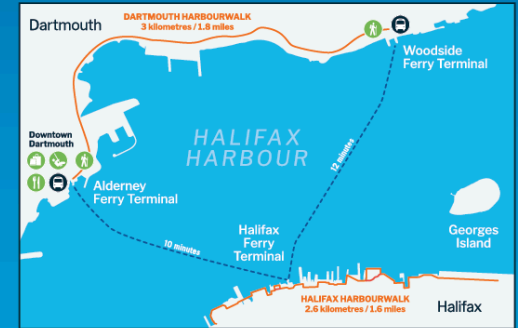 Dartmouth
DARTMOUTH HARBOURWALK
3 kilometres / 1.8 miles
Woodside
Ferry Terminal
HALIFAX
HARBOUR
12 minutes
Downtown
Dartmouth
Alderney
Ferry Terminal
10 minutes
Halifax
Ferry
Terminal
Georges
Island
HALIFAX HARBOURWALK
2.6 kilometres / 1.6 miles
Halifax